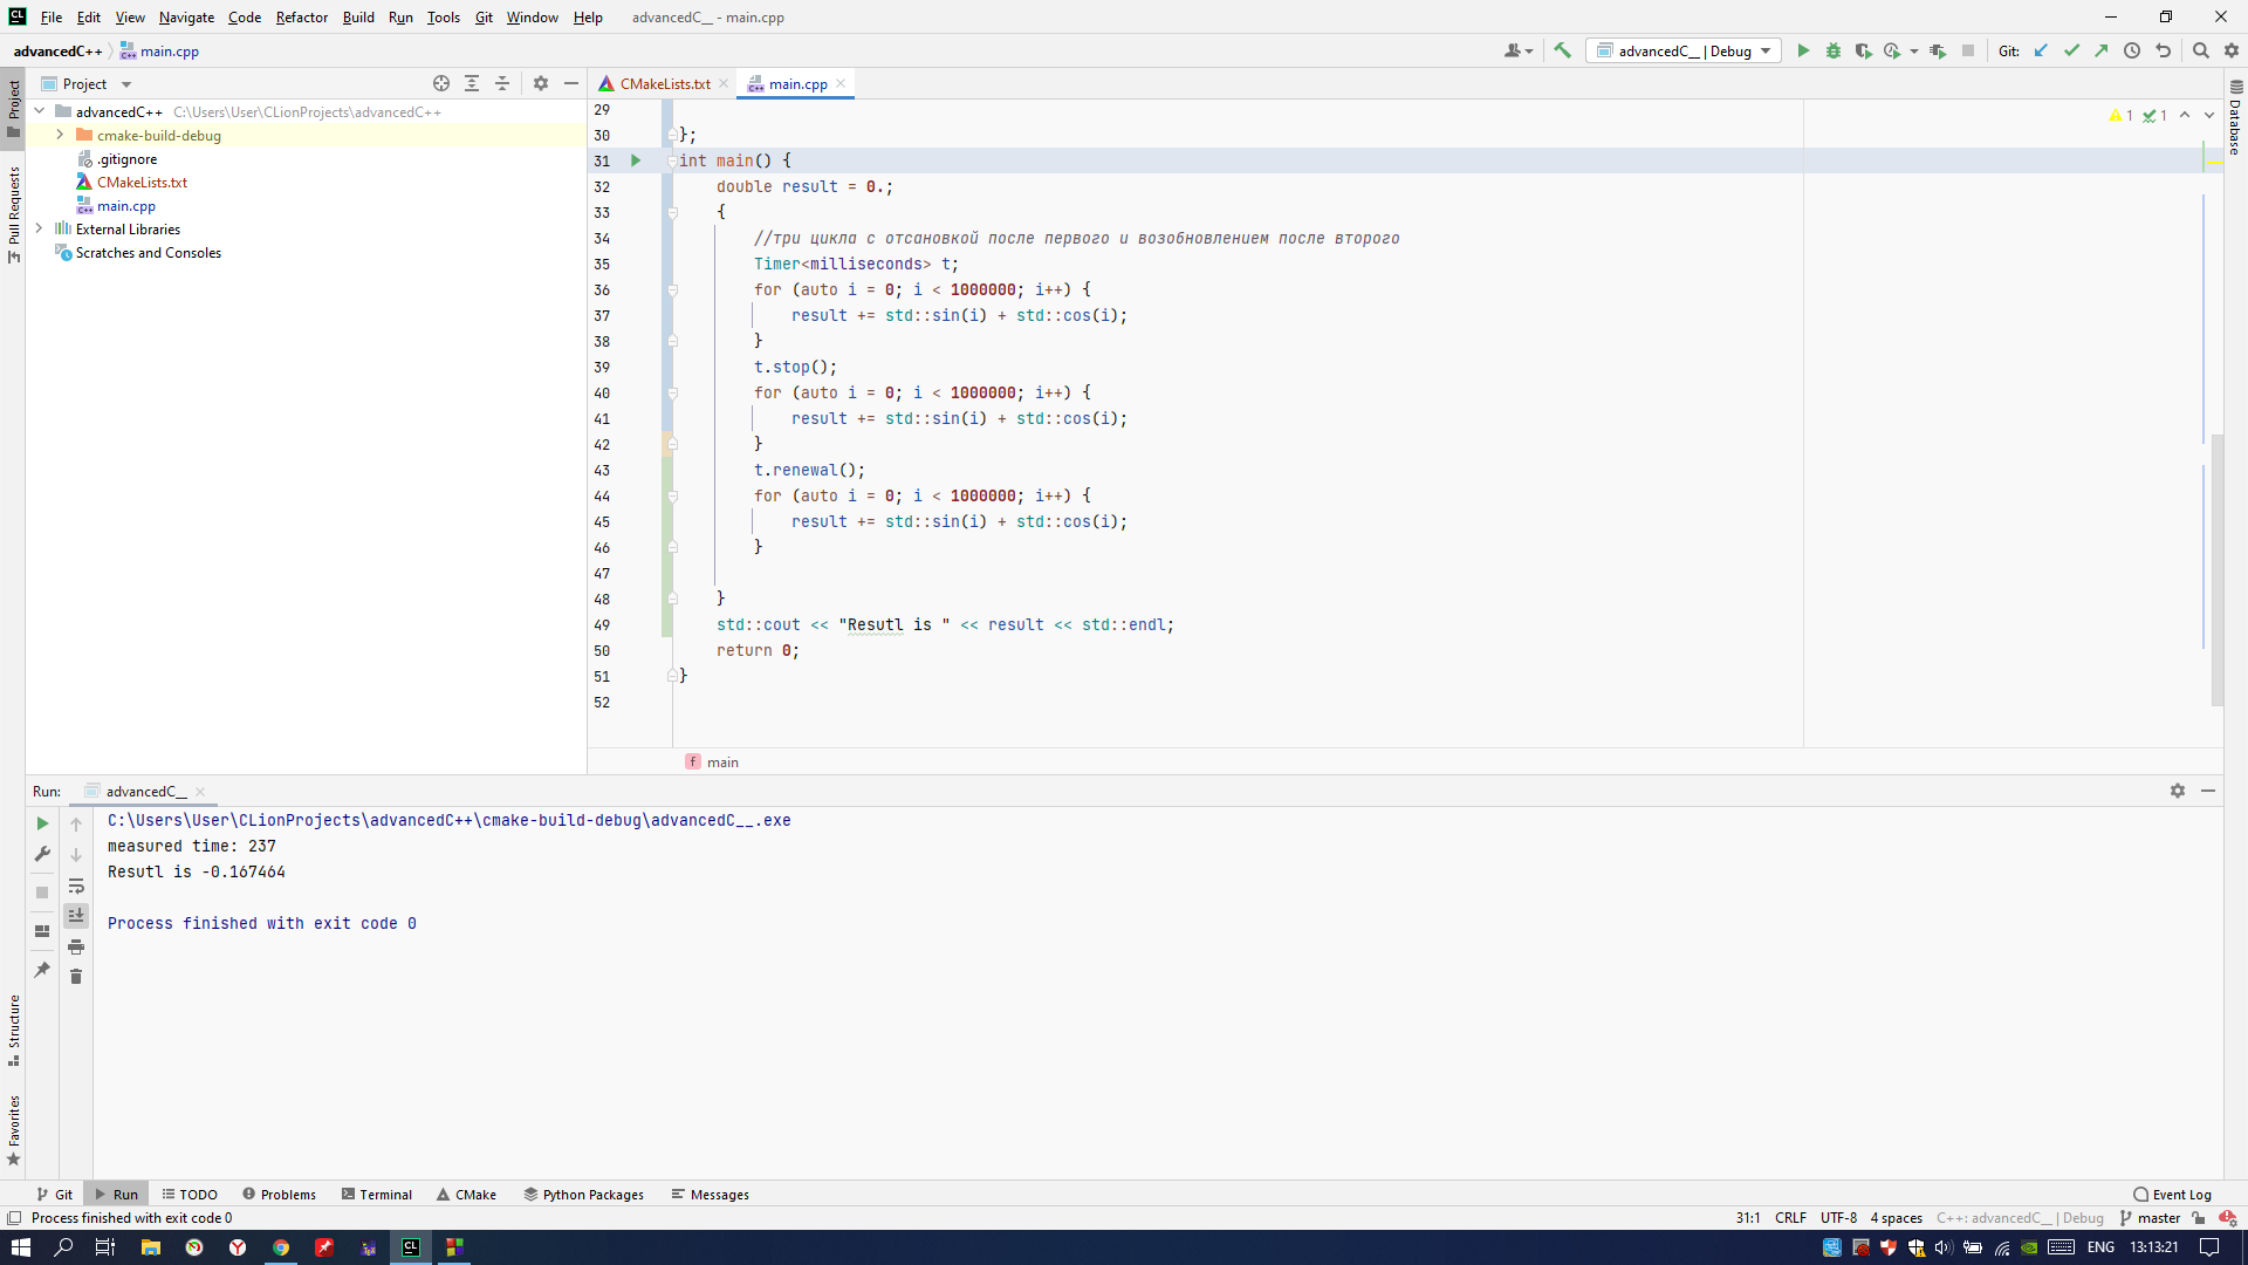 File Edit View Navigate Code Refactor Build Run Tools Git Window Help advancedC__ - main.cpp
advancedC++ main.cpp advancedC__ | Debug Git:
Project CMakeLists.txt main.cpp
Project
Pull Requests
Structure
Favorites
Database
advancedC++ C:\Users\User\CLionProjects\advancedC++
cmake-build-debug
.gitignore
CMakeLists.txt
main.cpp
External Libraries
Scratches and Consoles
1 1
29
30 };
31 int main() {
32 double result = 0.;
33 {
34 //три цикла с отсановкой после первого и возобновлением после второго
35 Timer<milliseconds> t;
36 for (auto i = 0; i < 1000000; i++) {
37 result += std::sin(i) + std::cos(i);
38 }
39 t.stop();
40 for (auto i = 0; i < 1000000; i++) {
41 result += std::sin(i) + std::cos(i);
42 }
43 t.renewal();
44 for (auto i = 0; i < 1000000; i++) {
45 result += std::sin(i) + std::cos(i);
46 }
47
48 }
49 std::cout << "Resutl is " << result << std::endl;
50 return 0;
51 }
52
f main
Run: advancedC__
C:\Users\User\CLionProjects\advancedC++\cmake-build-debug\advancedC__.exe
measured time: 237
Resutl is -0.167464
Process finished with exit code 0
Git Run TODO Problems Terminal CMake Python Packages Messages Event Log
Process finished with exit code 0 31:1 CRLF UTF-8 4 spaces C++: advancedC__ | Debug master
ENG 13:13:21